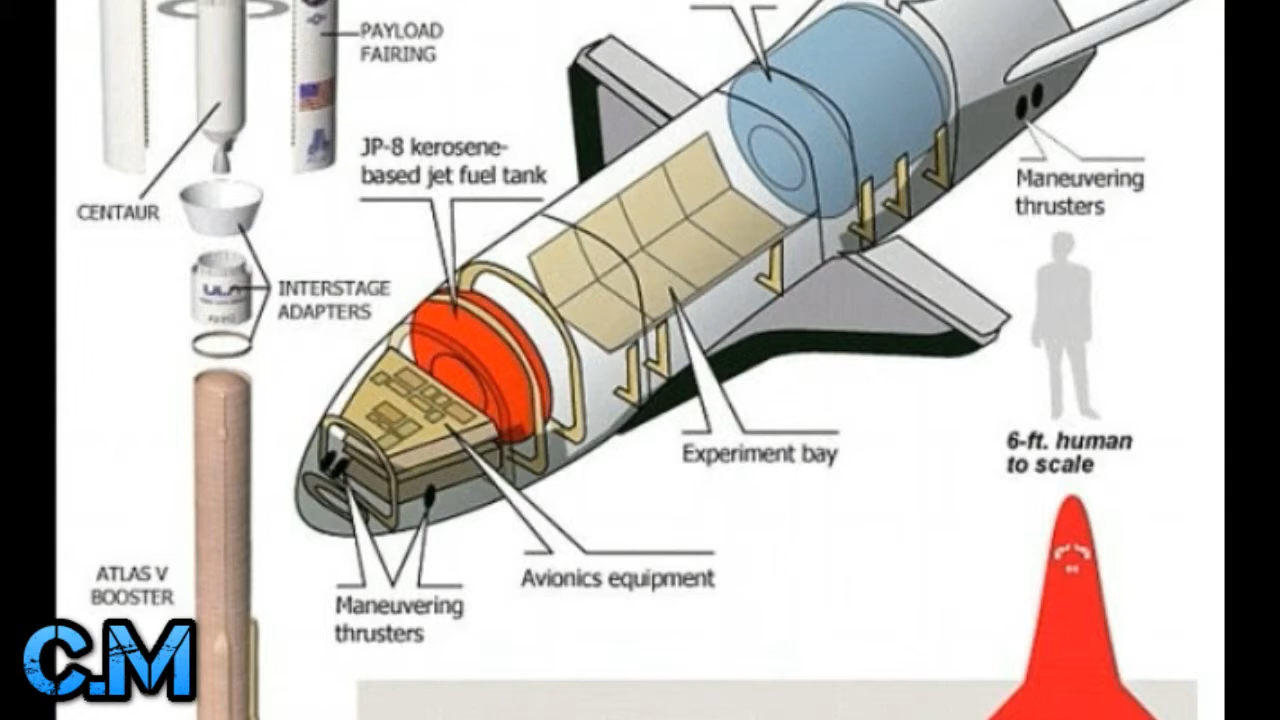 PAYLOAD
FAIRING
JP-8 kerosene-
based jet fuel tank
CENTAUR
Maneuvering
thrusters
ULA
INTERSTAGE
ADAPTERS
Experiment bay
6-ft. human
to scale
Avionics equipment
ATLAS V
BOOSTER
Maneuvering
thrusters
C.M